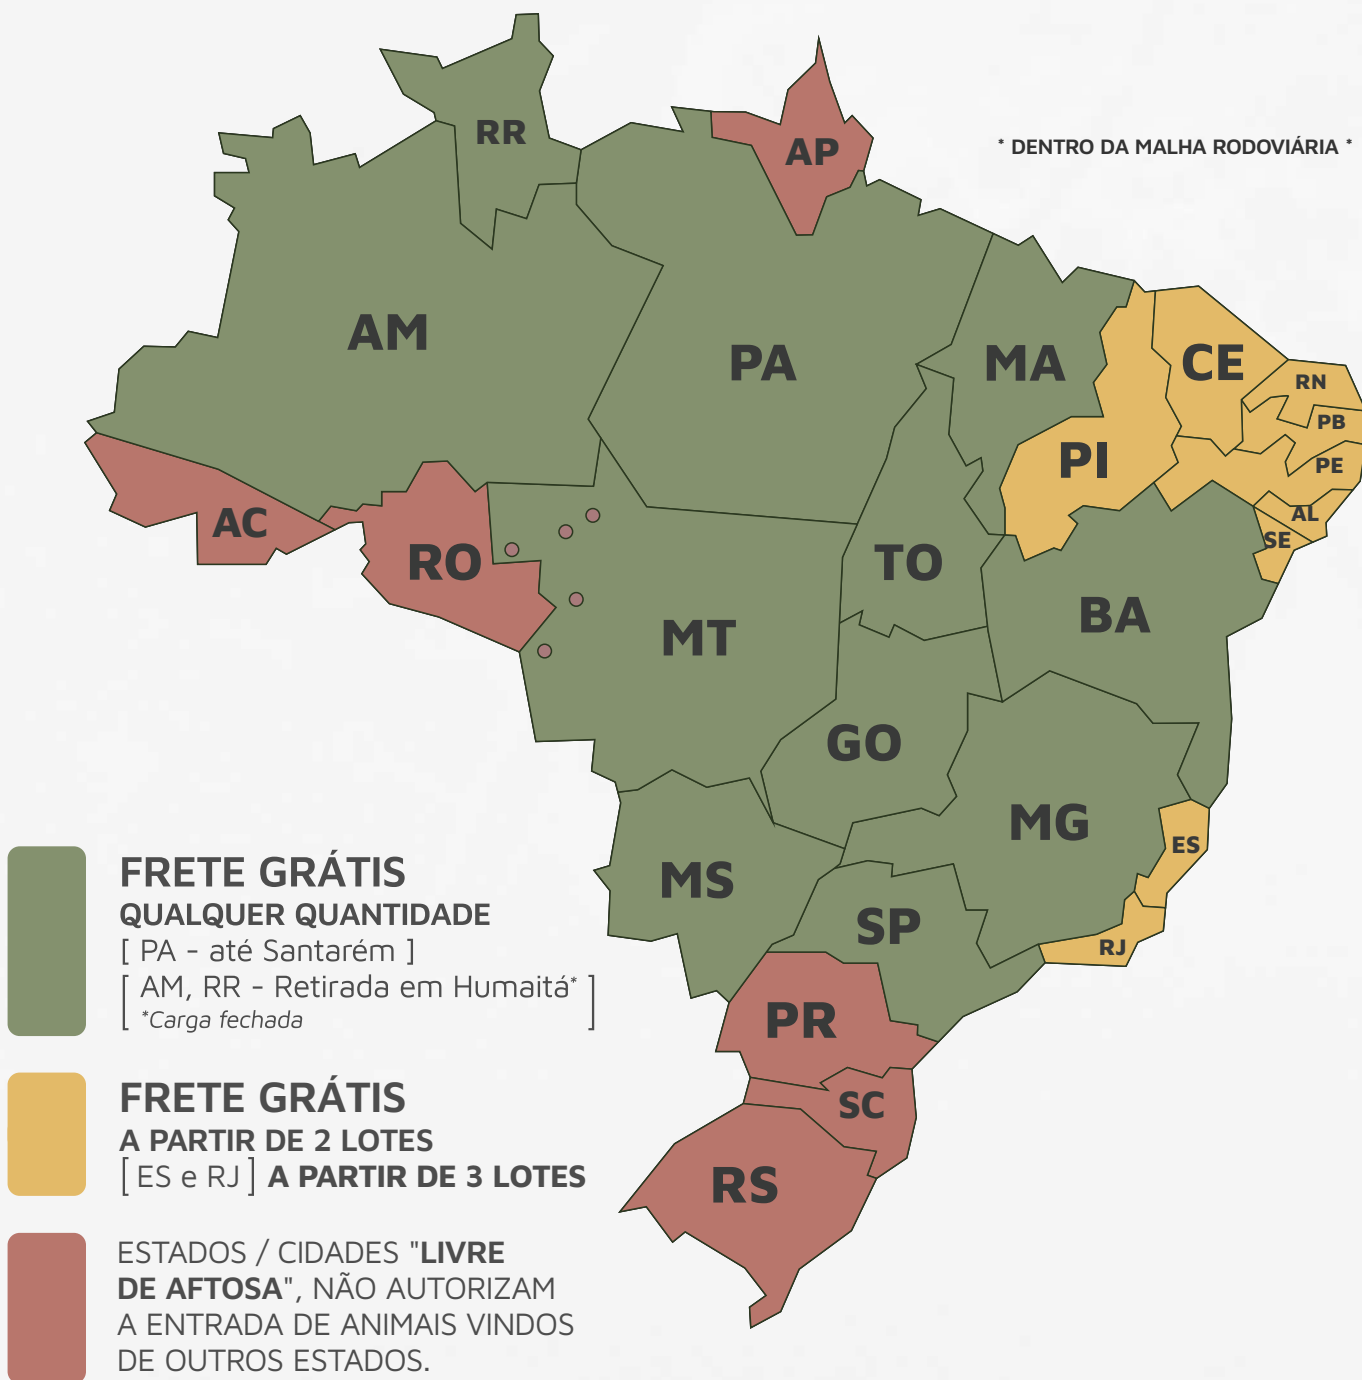 RR
AP
* DENTRO DA MALHA RODOVIÁRIA *
AM
PA
MA
CE
RN
PB
PI
PE
AL
SE
AC
RO
TO
BA
MT
GO
MG
ES
MS
SP
RJ
PR
SC
RS
FRETE GRÁTIS
QUALQUER QUANTIDADE
[ PA - até Santarém ]
[ AM, RR - Retirada em Humaitá* ]
*Carga fechada
FRETE GRÁTIS
A PARTIR DE 2 LOTES
[ ES e RJ ] A PARTIR DE 3 LOTES
ESTADOS / CIDADES "LIVRE
DE AFTOSA", NÃO AUTORIZAM
A ENTRADA DE ANIMAIS VINDOS
DE OUTROS ESTADOS.